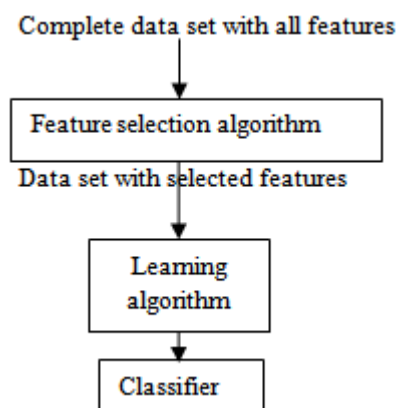 Complete data set with all features
Feature selection algorithm
Data set with selected features
Learning
algorithm
Classifier